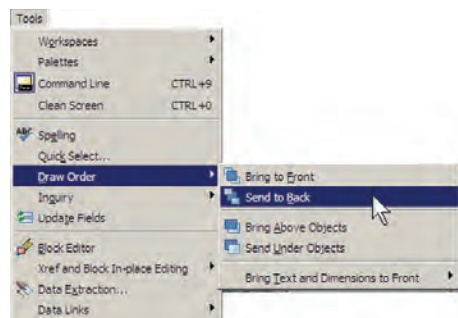 Tools
Workspaces
Palettes
Command Line CTRL+9
Clean Screen CTRL+0
ABC Spelling
Quick Select...
Draw Order
Inquiry
Update Fields
Block Editor
Xref and Block In-place Editing
Data Extraction...
Data Links
Bring to Front
Send to Back
Bring Above Objects
Send Under Objects
Bring Text and Dimensions to Front